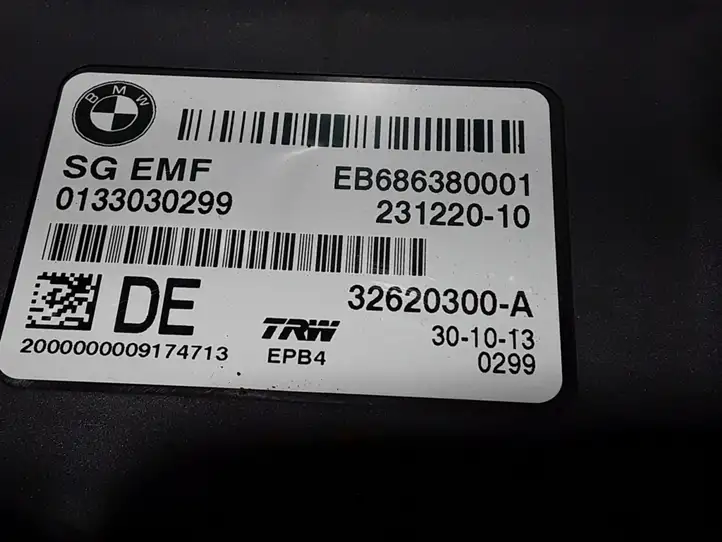 BMW
SG EMF EB686380001
0133030299 231220-10
DE 32620300-A
TRW 30-10-13
2000000009174713 EPB4 0299